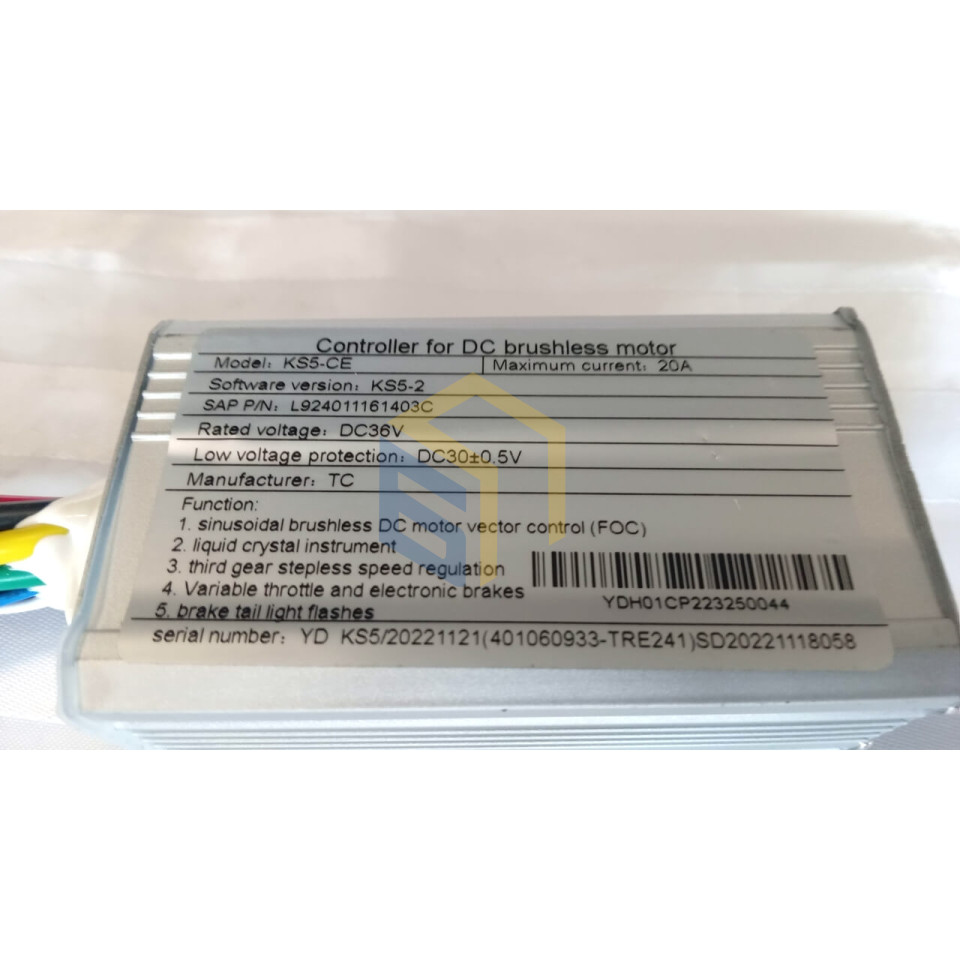 Controller for DC brushless motor
Model: KS5-CE Maximum current: 20A
Software version: KS5-2
SAP P/N: L924011161403C
Rated voltage: DC36V
Low voltage protection: DC30±0.5V
Manufacturer: TC
Function:
1. sinusoidal brushless DC motor vector control (FOC)
2. liquid crystal instrument
3. third gear stepless speed regulation
4. Variable throttle and electronic brakes
5. brake tail light flashes
YDH01CP223250044
serial number: YD KS5/20221121(401060933-TRE241)SD20221118058